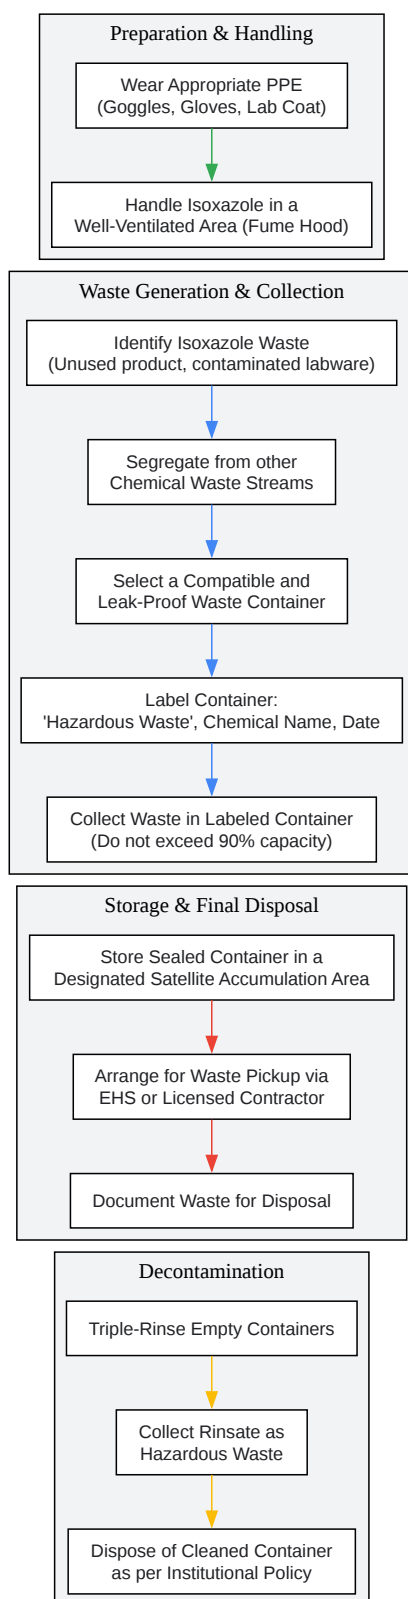 Preparation & Handling
Wear Appropriate PPE
(Goggles, Gloves, Lab Coat)
Handle Isoxazole in a
Well-Ventilated Area (Fume Hood)
Waste Generation & Collection
Identify Isoxazole Waste
(Unused product, contaminated labware)
Segregate from other
Chemical Waste Streams
Select a Compatible and
Leak-Proof Waste Container
Label Container:
'Hazardous Waste', Chemical Name, Date
Collect Waste in Labeled Container
(Do not exceed 90% capacity)
Storage & Final Disposal
Store Sealed Container in a
Designated Satellite Accumulation Area
Arrange for Waste Pickup via
EHS or Licensed Contractor
Document Waste for Disposal
Decontamination
Triple-Rinse Empty Containers
Collect Rinsate as
Hazardous Waste
Dispose of Cleaned Container
as per Institutional Policy